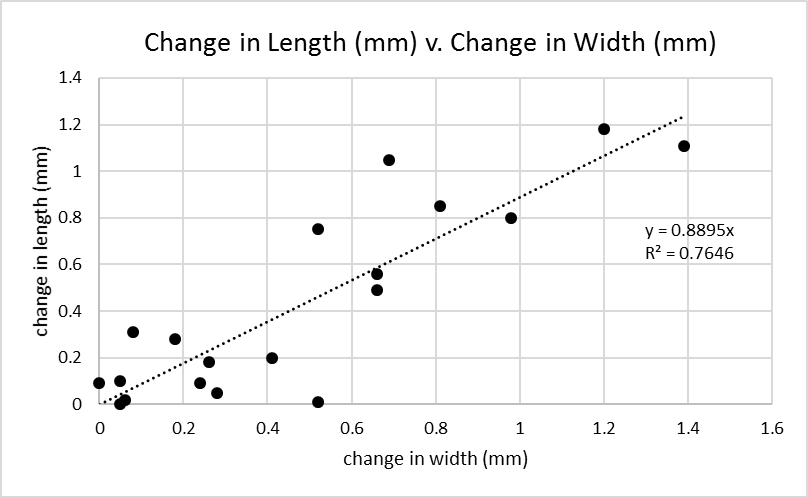 Change in Length (mm) v. Change in Width (mm)
1.4
1.2
1
0.8
0.6
0.4
0.2
0
change in length (mm)
y = 0.8895x
R² = 0.7646
0 0.2 0.4 0.6 0.8 1 1.2 1.4 1.6
change in width (mm)